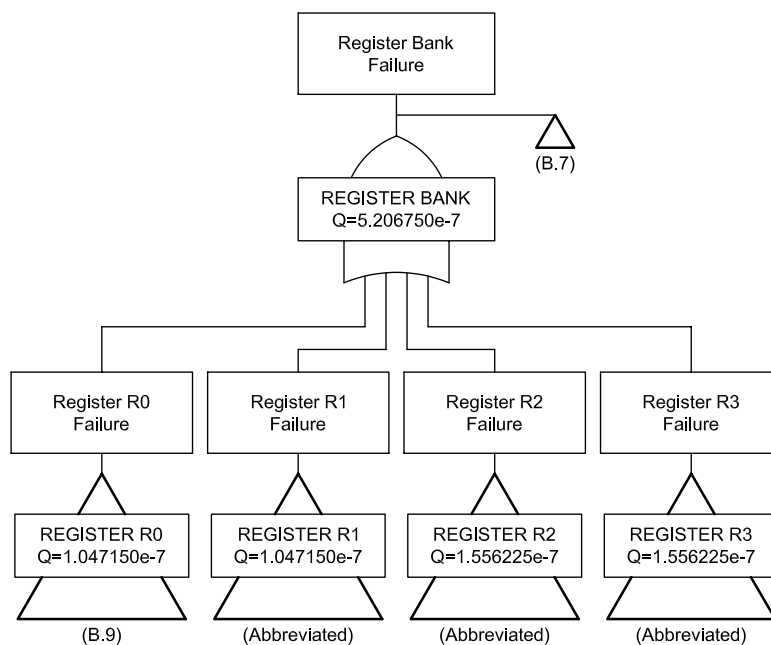 Register Bank
Failure
(B.7)
REGISTER BANK
Q=5.206750e-7
Register R0
Failure
Register R1
Failure
Register R2
Failure
Register R3
Failure
REGISTER R0
Q=1.047150e-7
REGISTER R1
Q=1.047150e-7
REGISTER R2
Q=1.556225e-7
REGISTER R3
Q=1.556225e-7
(B.9)
(Abbreviated)
(Abbreviated)
(Abbreviated)